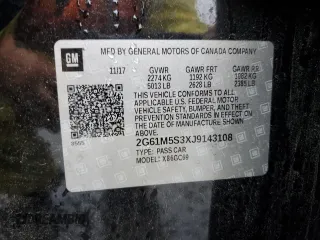 GM
MFD BY GENERAL MOTORS OF CANADA COMPANY
11/17 GVWR GAWR FRT GAWR RR
2274 KG 1192 KG 1082 KG
5013 LB 2628 LB 2385 LB
THIS VEHICLE CONFORMS TO ALL APPLICABLE U.S. FEDERAL MOTOR VEHICLE SAFETY, BUMPER, AND THEFT PREVENTION STANDARDS IN EFFECT ON THE DATE OF MANUFACTURE SHOWN ABOVE.
2G61M5S3XJ9143108
TYPE: PASS CAR
MODEL: X6SGC69